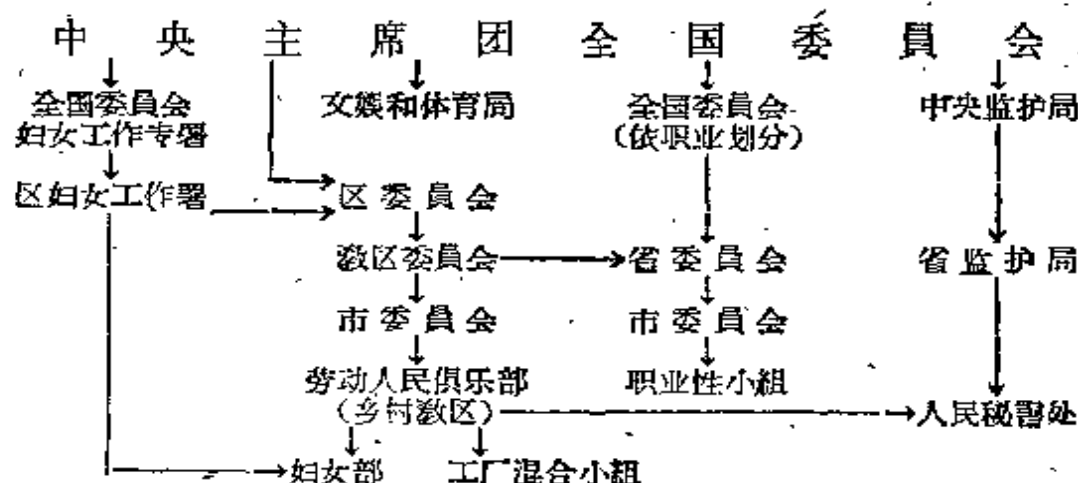 中央主席团全国委員会
全国委員会 文娛和体育局 全国委員会 中央监护局
妇女工作专署 (依职业划分)
区妇女工作署 区委員会
敎区委員会 省委員会 省监护局
市委員会 市委員会
劳动人民俱乐部 职业性小組
(乡村敎区) 人民秘書处
妇女部 工厂混合小組